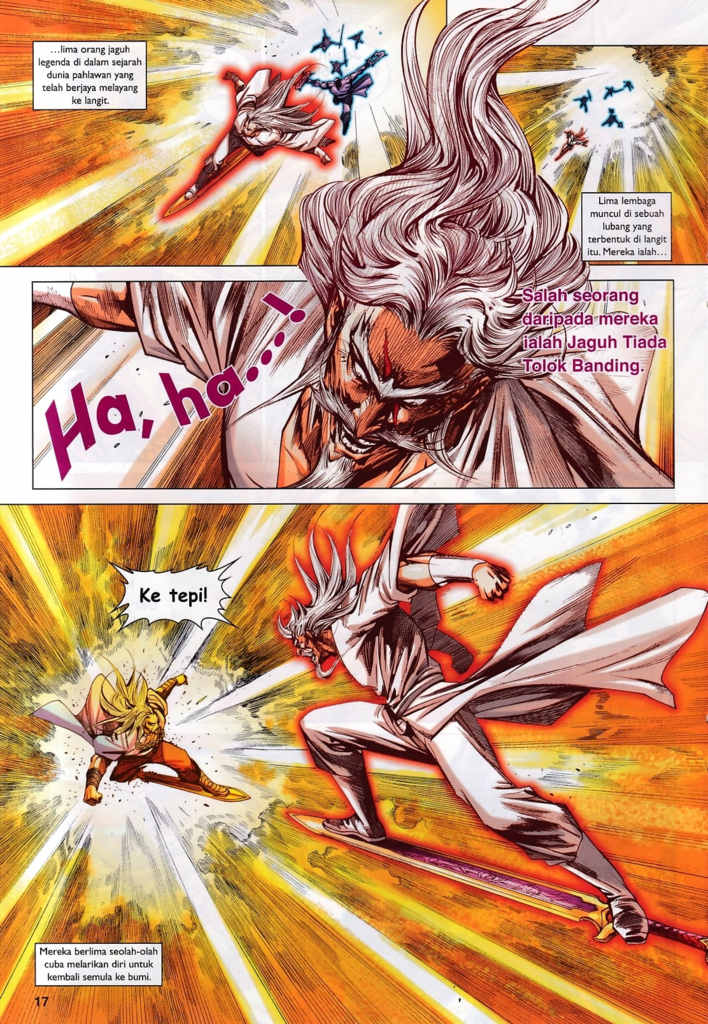 ...lima orang jaguh
legenda di dalam sejarah
dunia pahlawan yang
telah berjaya melayang
ke langit.
Lima lembaga
muncul di sebuah
lubang yang
terbentuk di langit
itu. Mereka ialah...
Salah seorang
daripada mereka
ialah Jaguh Tiada
Tolok Banding.
Ha, ha...!
Ke tepi!
Mereka berlima seolah-olah
cuba melarikan diri untuk
kembali semula ke bumi.
17